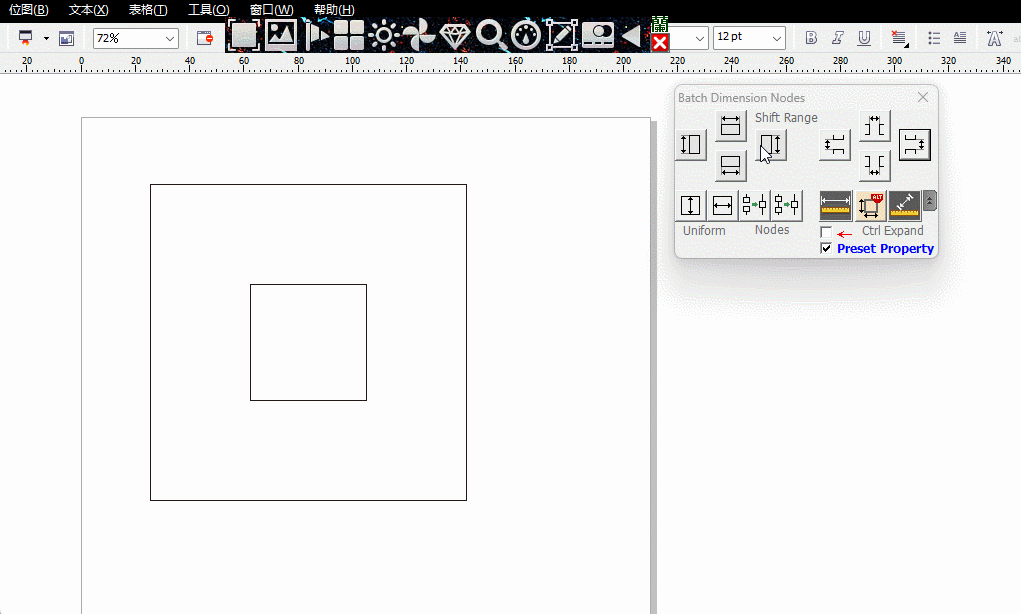 位图(B) 文本(X) 表格(T) 工具(O) 窗口(W) 帮助(H)
72% 12 pt B I U A
20 0 20 40 60 80 100 120 140 160 180 200 220 240 260 280 300 320 340
Batch Dimension Nodes
Shift Range
ALT
Uniform Nodes Ctrl Expand
Preset Property